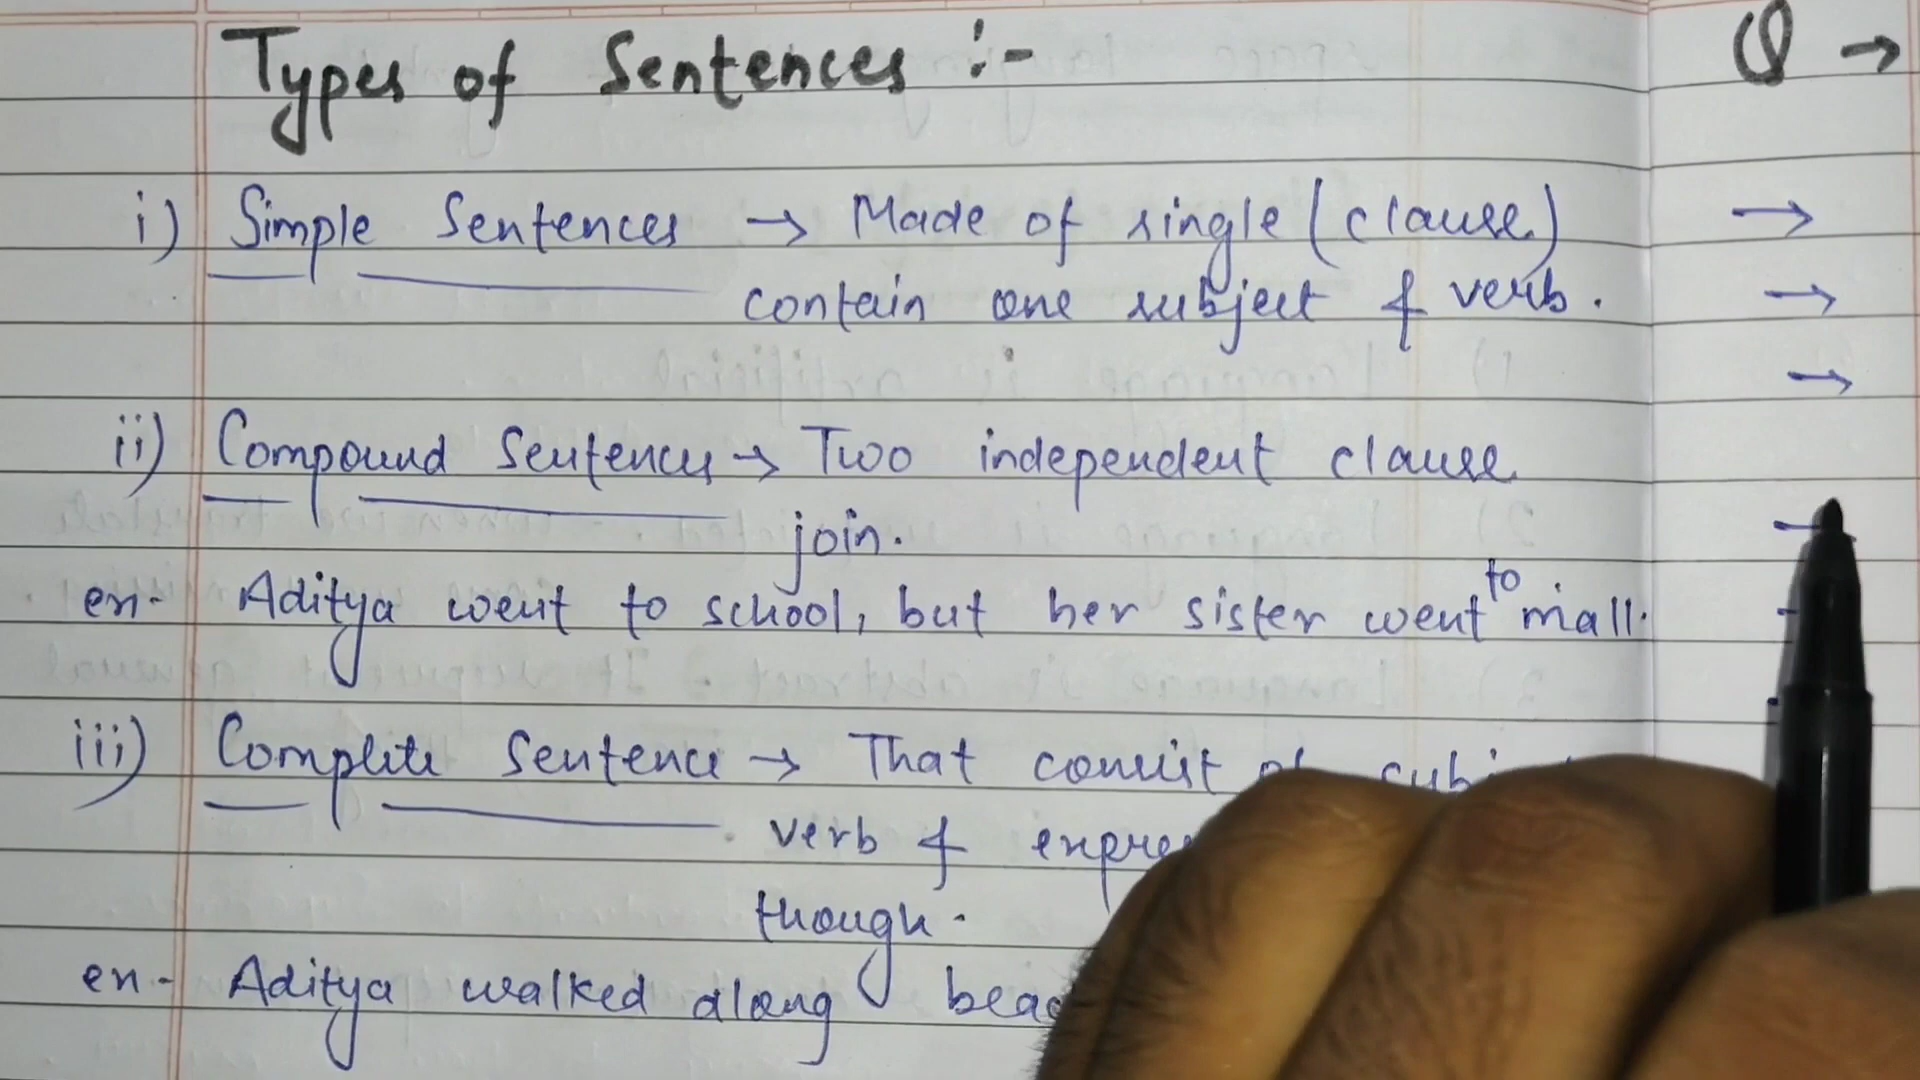 Types of Sentences :-
Q →
i) Simple Sentences → Made of single (clause)
contain one subject & verb.
ii) Compound Sentences → Two independent clause
join.
ex- Aditya went to school, but her sister went to mall.
iii) Complete Sentence → That consist of
verb &
though.
ex- Aditya walked along